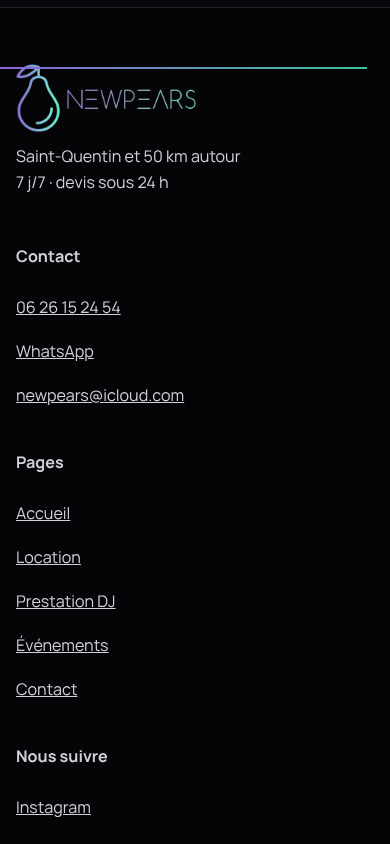 NEWPEARS
Saint-Quentin et 50 km autour
7 j/7 · devis sous 24 h
Contact
06 26 15 24 54
WhatsApp
newpears@icloud.com
Pages
Accueil
Location
Prestation DJ
Événements
Contact
Nous suivre
Instagram